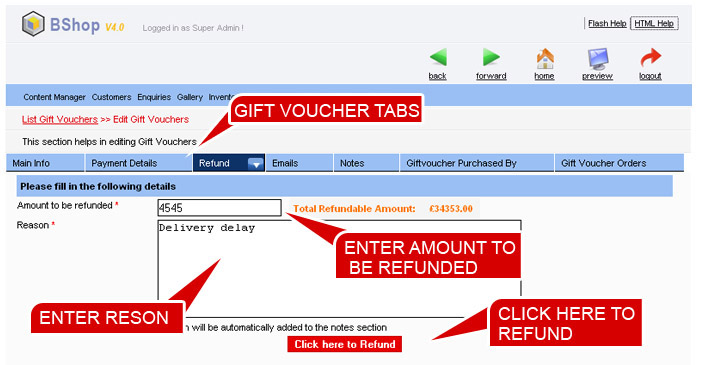 BShop V4.0
Logged in as Super Admin !
Flash Help HTML Help
back forward home preview logout
Content Manager Customers Enquiries Gallery
GIFT VOUCHER TABS
List Gift Vouchers >> Edit Gift Vouchers
This section helps in editing Gift Vouchers
Main Info Payment Details Refund Emails Notes Giftvoucher Purchased By Gift Voucher Orders
Please fill in the following details
Amount to be refunded * 4545 Total Refundable Amount: £34353.00
Reason * Delivery delay
ENTER AMOUNT TO
BE REFUNDED
ENTER RESON
CLICK HERE TO
REFUND
will be automatically added to the notes section
Click here to Refund